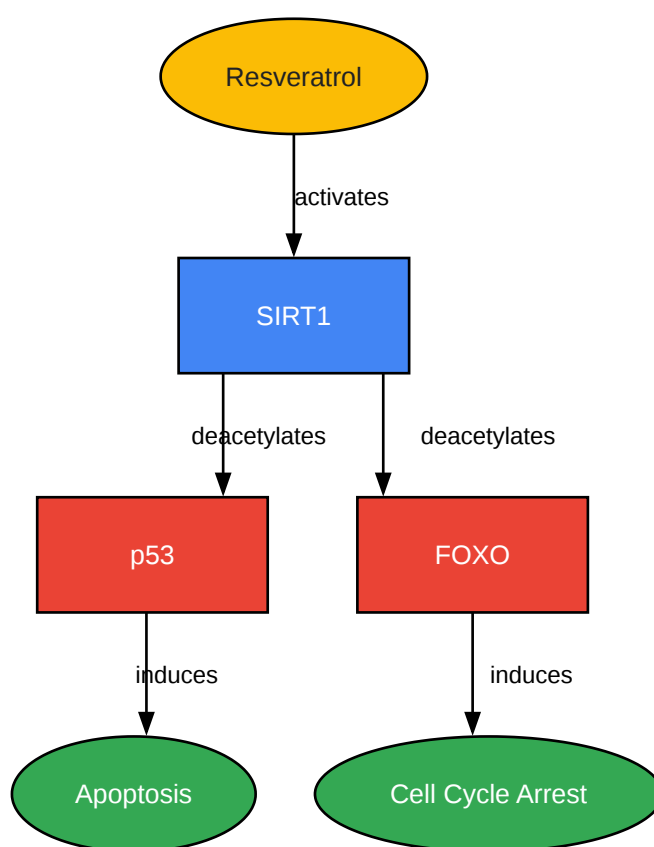 Resveratrol
activates
SIRT1
deacetylates
deacetylates
p53
FOXO
induces
induces
Apoptosis
Cell Cycle Arrest